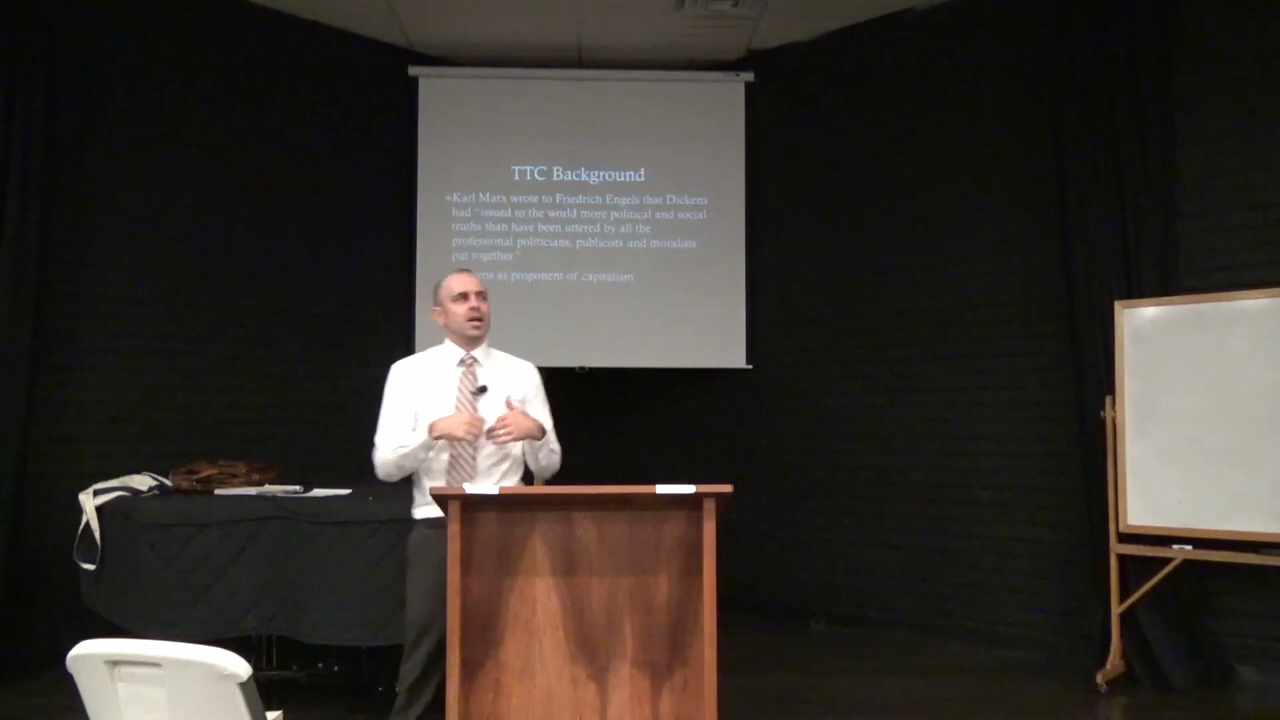 TTC Background
Karl Marx wrote to Friedrich Engels that Dickens
had "issued to the world more political and social
truths than have been uttered by all the
professional politicians, publicists and moralists
put together"
as proponent of capitalism